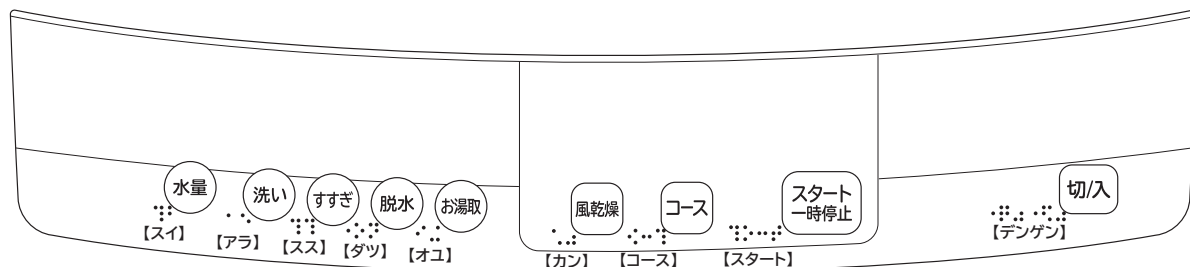 水量
洗い
すすぎ
脱水
お湯取
風乾燥
コース
スタート
一時停止
切/入
【スイ】
【アラ】
【スス】
【ダツ】
【オユ】
【カン】
【コース】
【スタート】
【デンゲン】